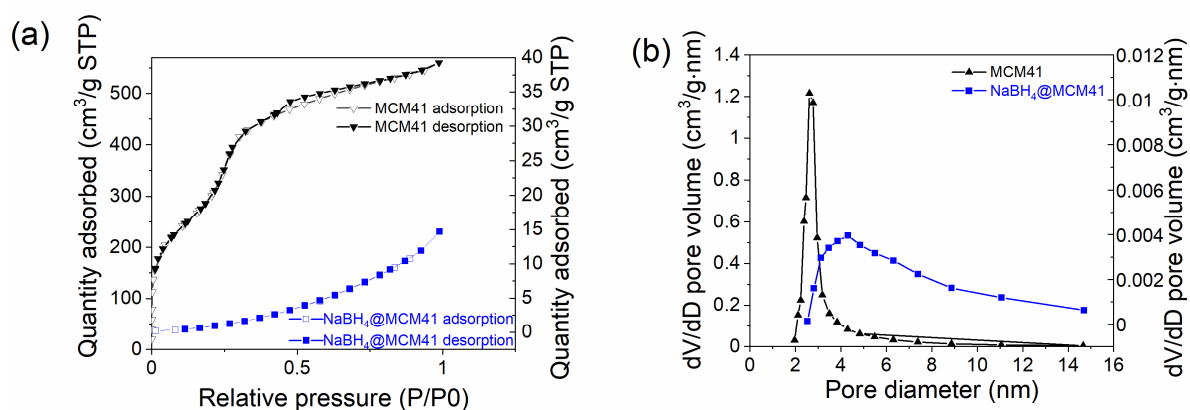 (a)
Quantity adsorbed (cm³/g STP)
500
400
300
200
100
0
0
0.5
1
Relative pressure (P/P0)
40
35
30
25
20
15
10
5
0
Quantity adsorbed (cm³/g STP)
MCM41 adsorption
MCM41 desorption
NaBH₄@MCM41 adsorption
NaBH₄@MCM41 desorption
(b)
dV/dD pore volume (cm³/g·nm)
1.4
1.2
1
0.8
0.6
0.4
0.2
0
0 2 4 6 8 10 12 14 16
Pore diameter (nm)
0.012
0.010
0.008
0.006
0.004
0.002
0
dV/dD pore volume (cm³/g·nm)
MCM41
NaBH₄@MCM41